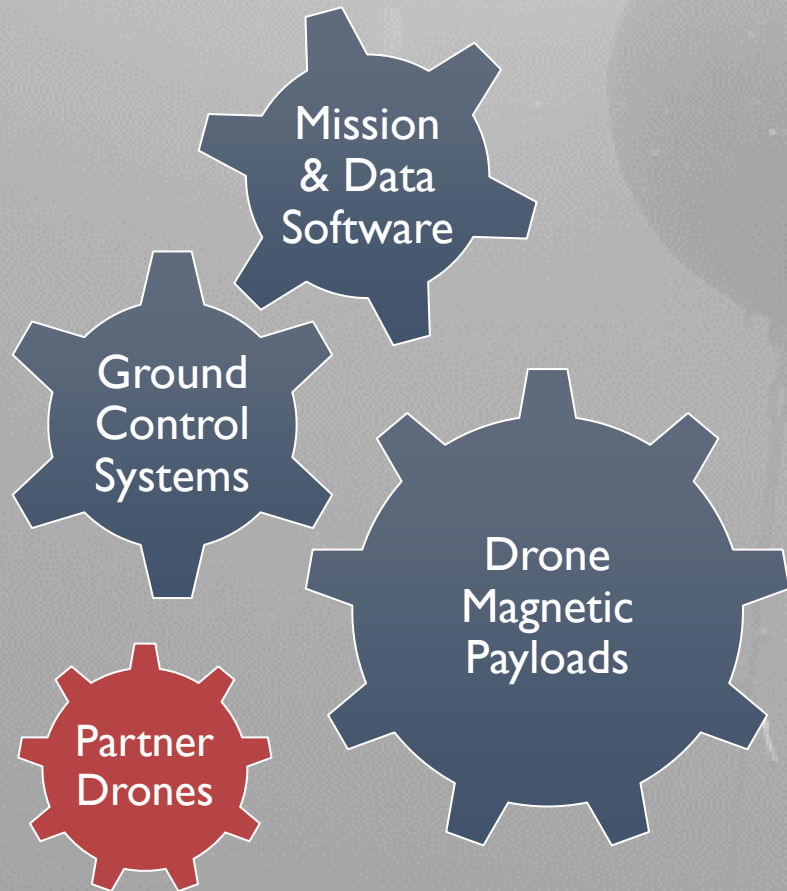 Mission
& Data
Software
Ground
Control
Systems
Drone
Magnetic
Payloads
Partner
Drones